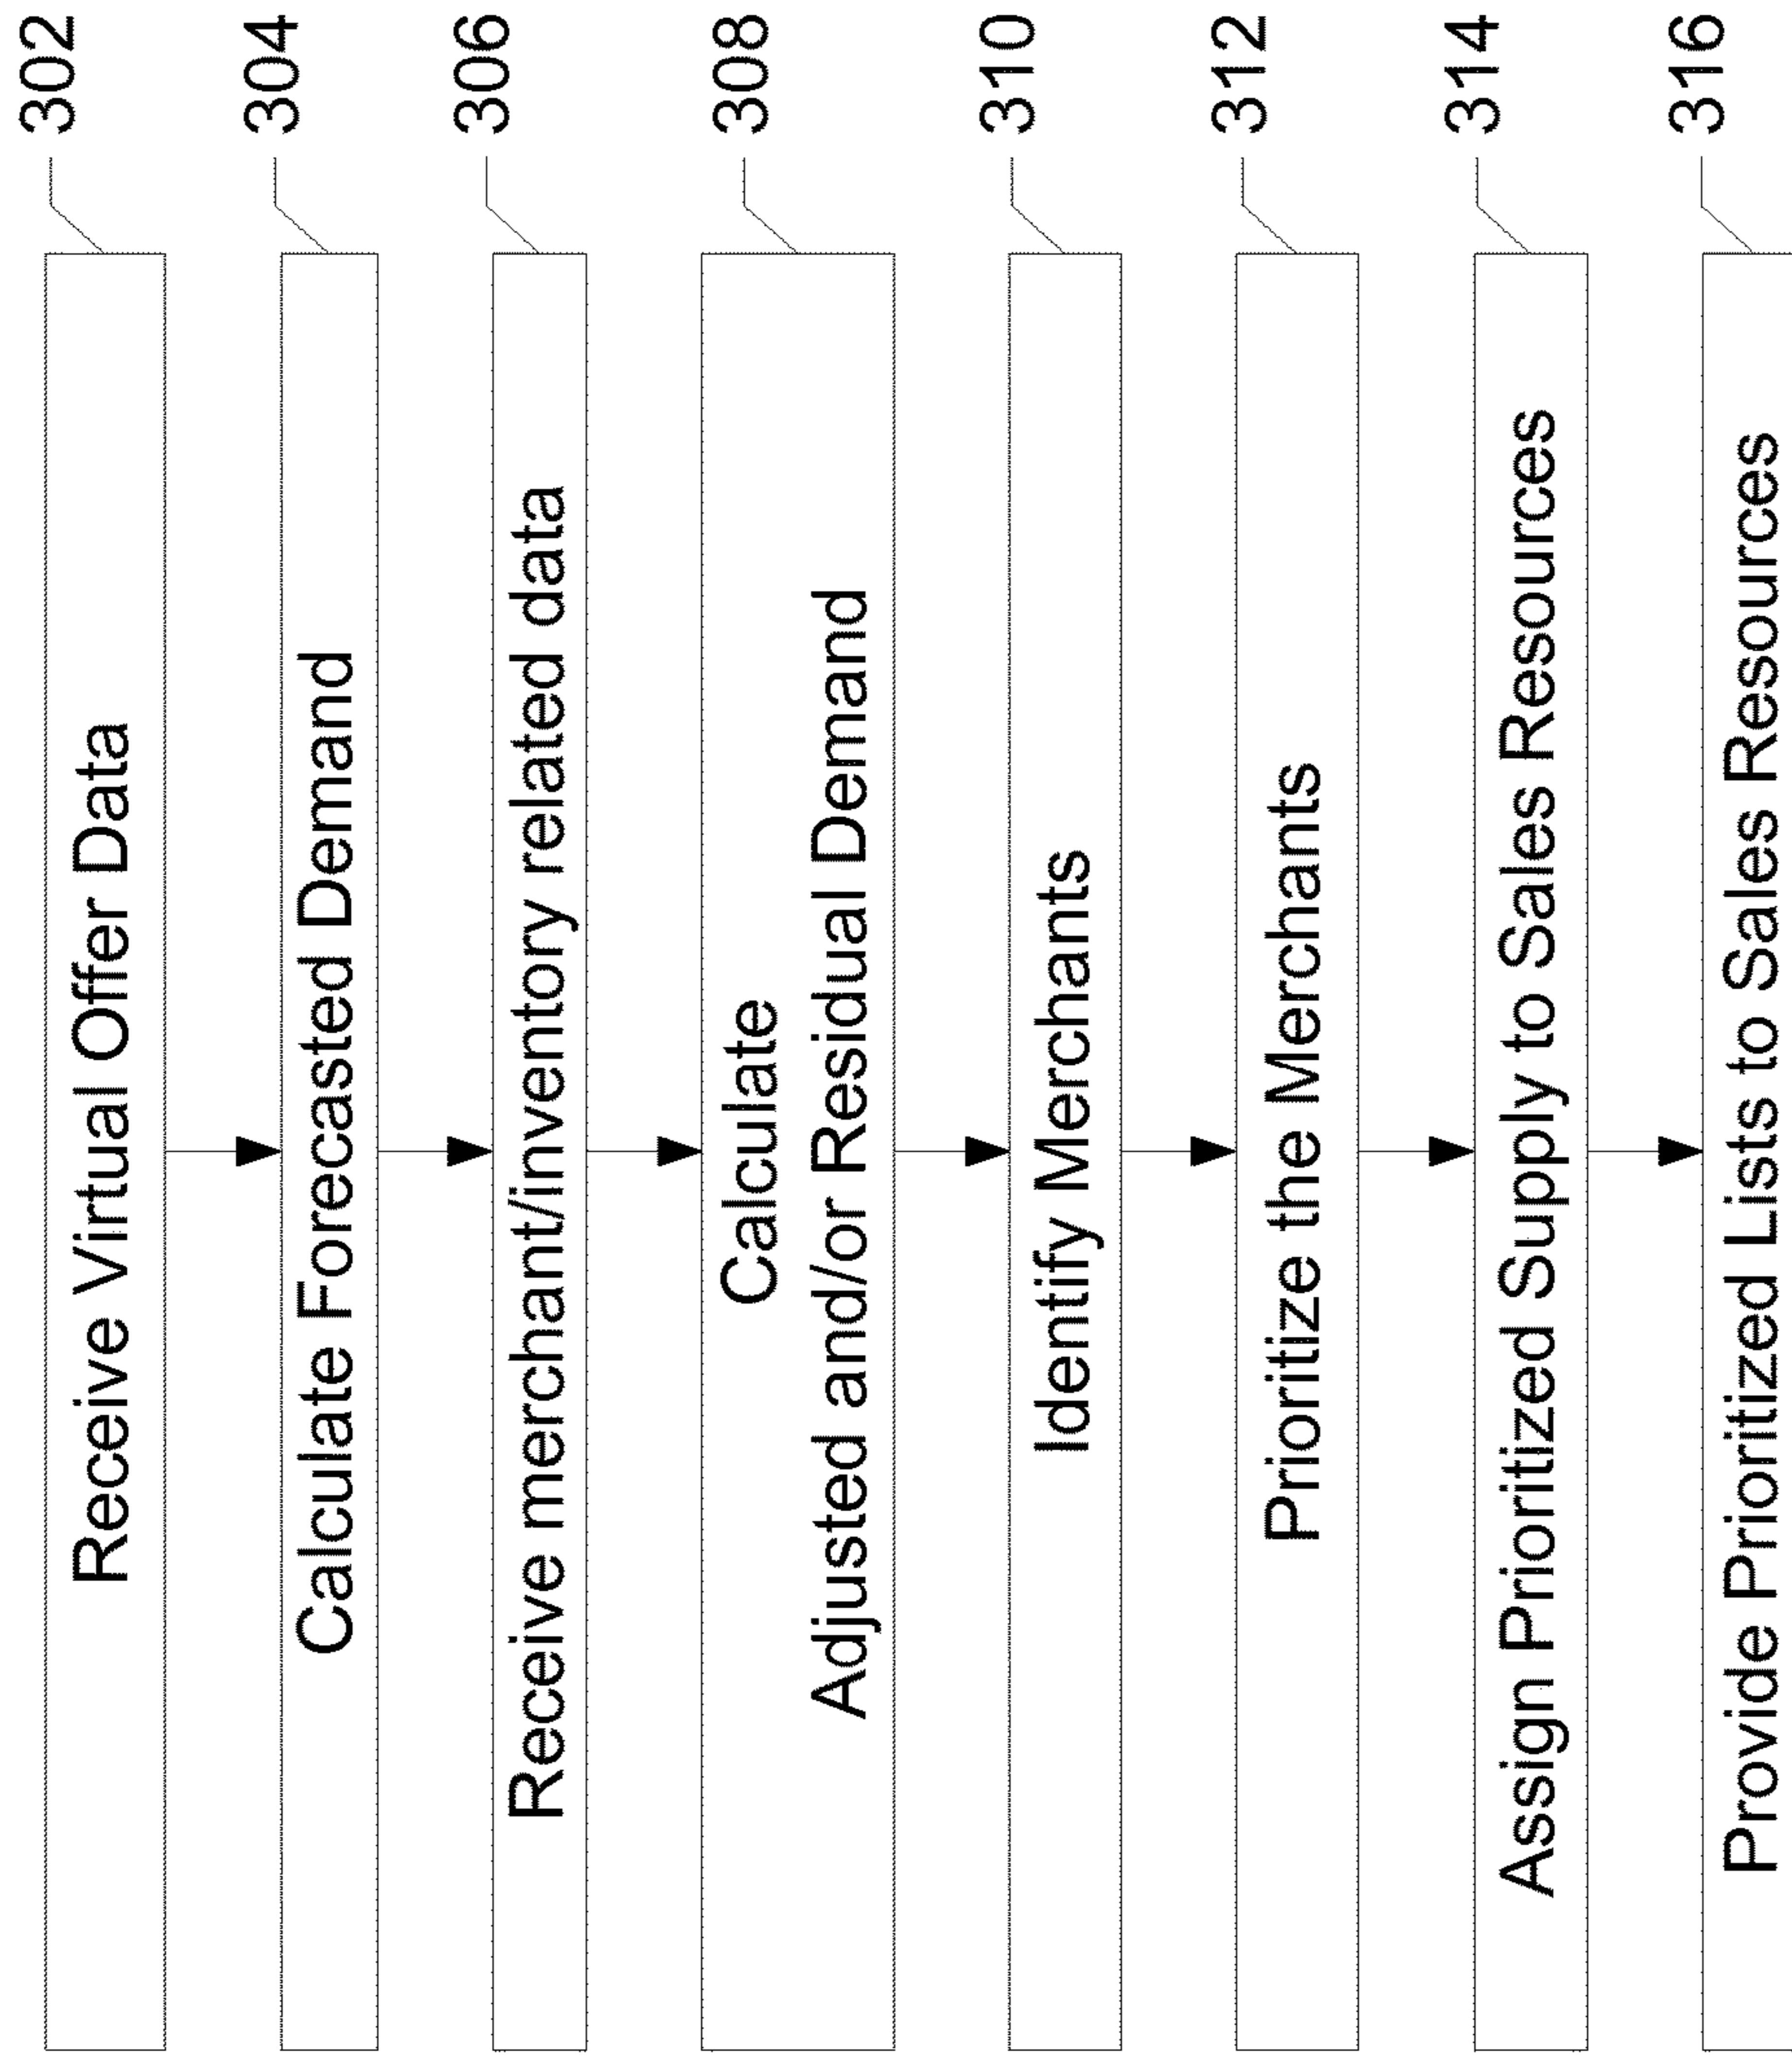 Receive Virtual Offer Data
302
Calculate Forecasted Demand
304
Receive merchant/inventory related data
306
Calculate
Adjusted and/or Residual Demand
308
Identify Merchants
310
Prioritize the Merchants
312
Assign Prioritized Supply to Sales Resources
314
Provide Prioritized Lists to Sales Resources
316